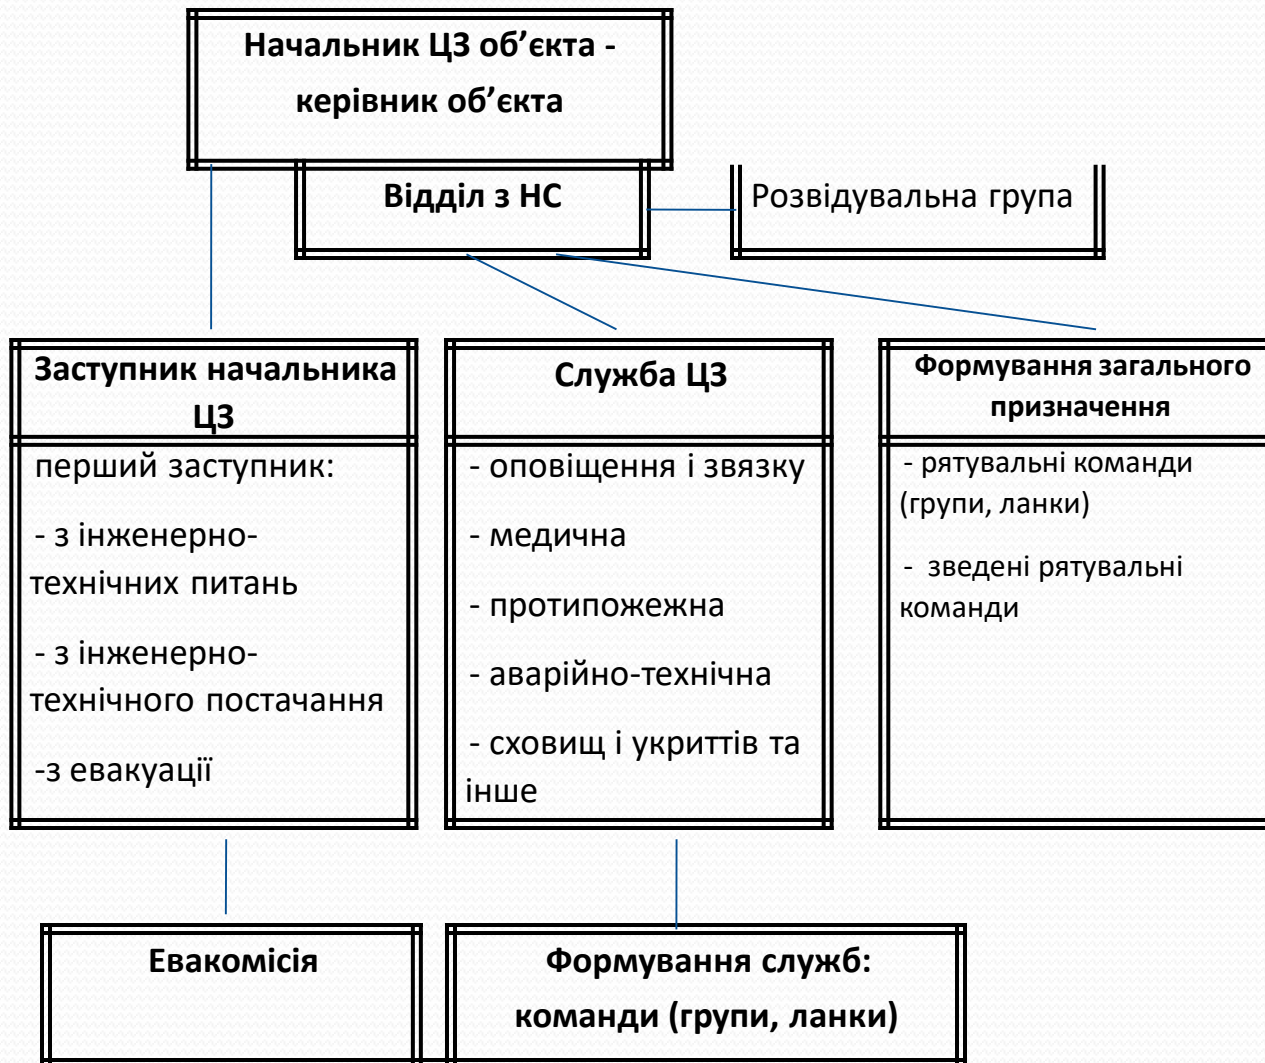 Начальник ЦЗ об’єкта -
керівник об’єкта
Відділ з НС
Розвідувальна група
Заступник начальника
ЦЗ
перший заступник:
- з інженерно-
технічних питань
- з інженерно-
технічного постачання
-з евакуації
Служба ЦЗ
- оповіщення і звязку
- медична
- протипожежна
- аварійно-технічна
- сховищ і укриттів та
інше
Формування загального
призначення
- рятувальні команди
(групи, ланки)
- зведені рятувальні
команди
Евакомісія
Формування служб:
команди (групи, ланки)